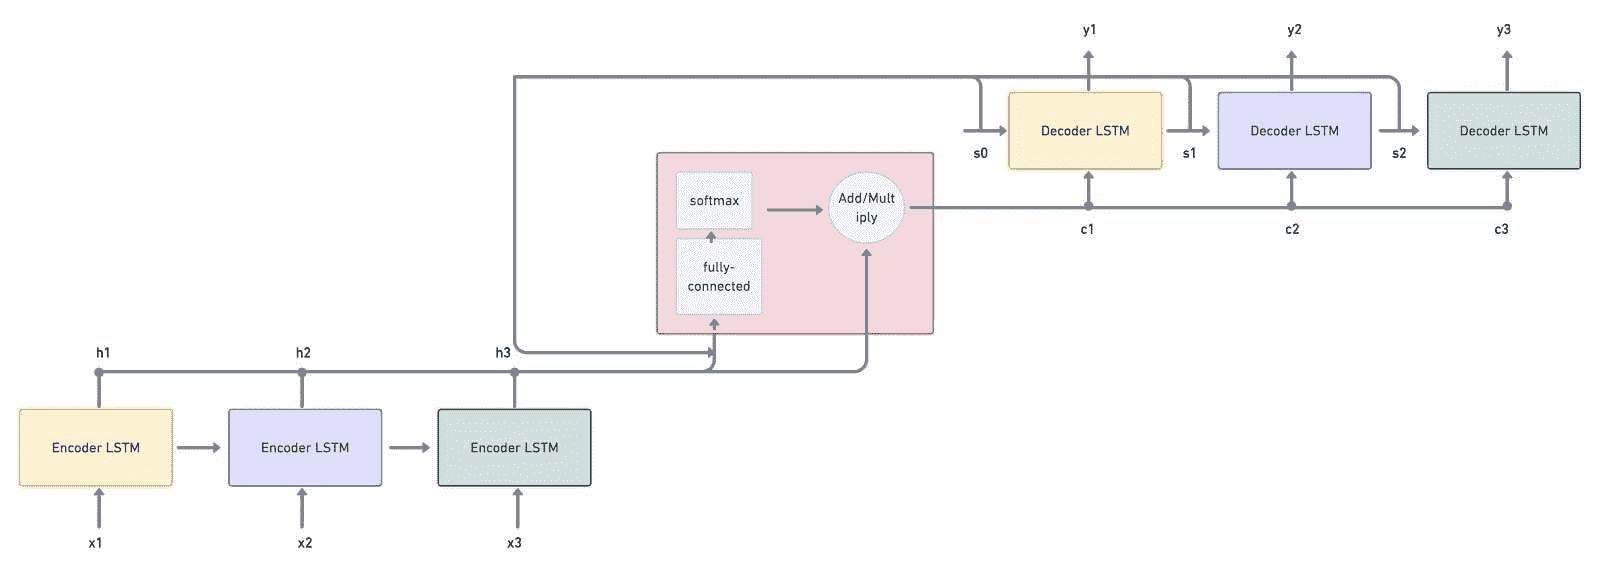 y1
y2
y3
Decoder LSTM
Decoder LSTM
Decoder LSTM
s0
s1
s2
softmax
Add/Mult
iply
c1
c2
c3
fully-
connected
h1
h2
h3
Encoder LSTM
Encoder LSTM
Encoder LSTM
x1
x2
x3